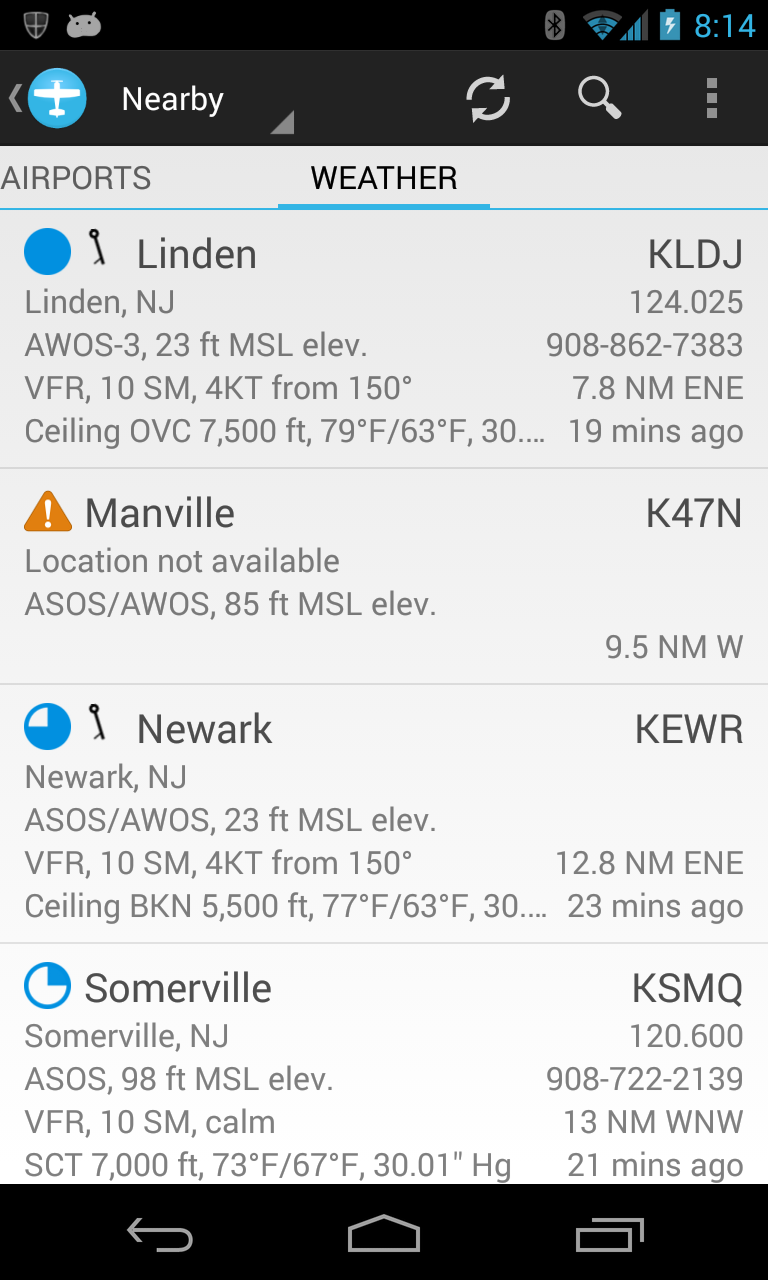 8:14
Nearby
AIRPORTS WEATHER
Linden KLDJ
Linden, NJ 124.025
AWOS-3, 23 ft MSL elev. 908-862-7383
VFR, 10 SM, 4KT from 150° 7.8 NM ENE
Ceiling OVC 7,500 ft, 79°F/63°F, 30.... 19 mins ago
Manville K47N
Location not available
ASOS/AWOS, 85 ft MSL elev.
9.5 NM W
Newark KEWR
Newark, NJ
ASOS/AWOS, 23 ft MSL elev.
VFR, 10 SM, 4KT from 150° 12.8 NM ENE
Ceiling BKN 5,500 ft, 77°F/63°F, 30.... 23 mins ago
Somerville KSMQ
Somerville, NJ 120.600
ASOS, 98 ft MSL elev. 908-722-2139
VFR, 10 SM, calm 13 NM WNW
SCT 7,000 ft, 73°F/67°F, 30.01" Hg 21 mins ago